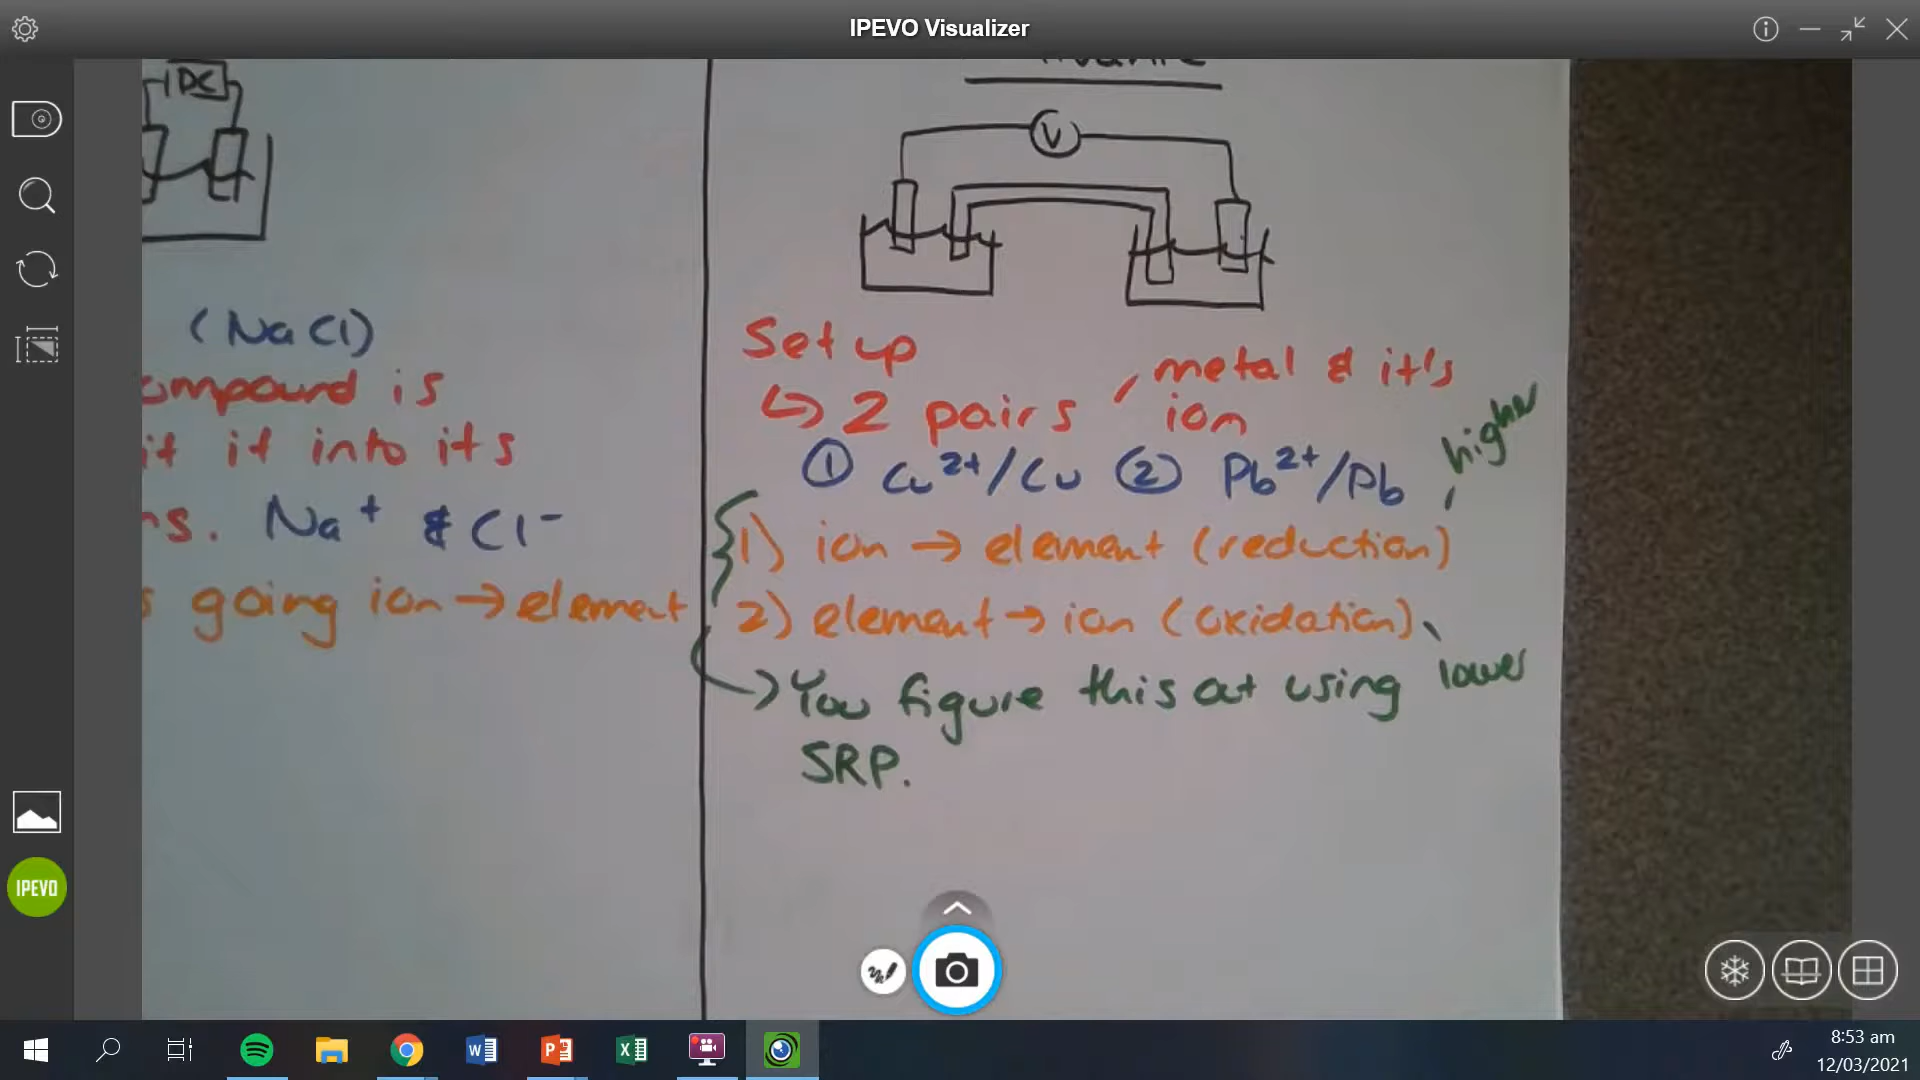 IPEVO Visualizer
DC
(NaCl)
ompound is
it it into it's
ns. Na+ & Cl-
s going ion → element
V
Set up
↳ 2 pairs , metal & it's
ion
① Cu2+/Cu ② Pb2+/Pb
higher
1) ion → element (reduction)
2) element → ion (oxidation)
lower
→ You figure this out using
SRP.
IPEVO
8:53 am
12/03/2021